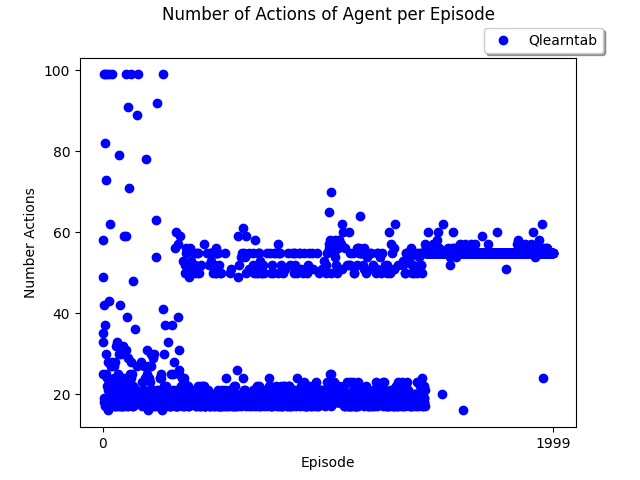 Number of Actions of Agent per Episode
Qlearntab
100
80
60
40
20
Number Actions
0
1999
Episode